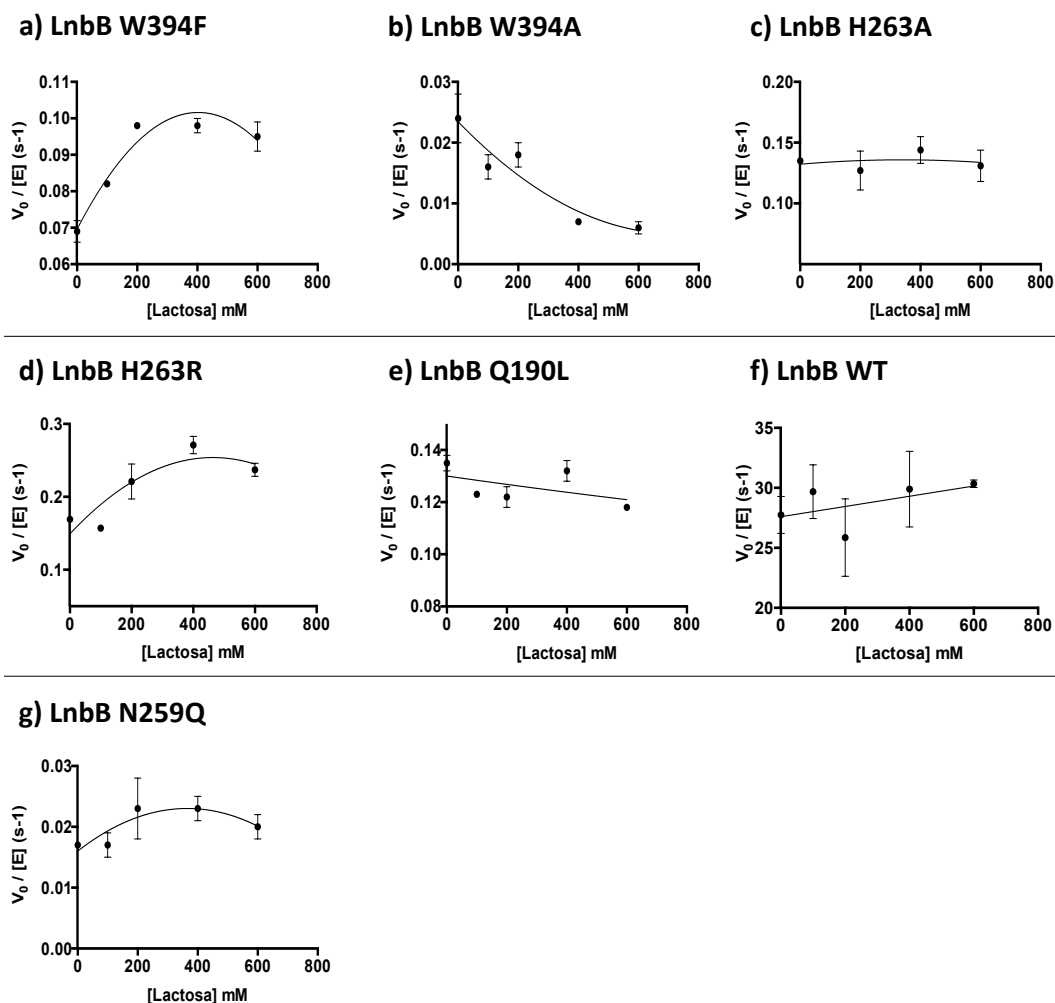 a) LnbB W394F
b) LnbB W394A
c) LnbB H263A
0.11
0.10
0.09
0.08
0.07
0.06
V0 / [E] (s-1)
0 200 400 600 800
[Lactosa] mM
0.03
0.02
0.01
0.00
V0 / [E] (s-1)
0 200 400 600 800
[Lactosa] mM
0.20
0.15
0.10
V0 / [E] (s-1)
0 200 400 600 800
[Lactosa] mM
d) LnbB H263R
e) LnbB Q190L
f) LnbB WT
0.3
0.2
0.1
V0 / [E] (s-1)
0 200 400 600 800
[Lactosa] mM
0.14
0.12
0.10
0.08
V0 / [E] (s-1)
0 200 400 600 800
[Lactosa] mM
35
30
25
20
V0 / [E] (s-1)
0 200 400 600 800
[Lactosa] mM
g) LnbB N259Q
0.03
0.02
0.01
0.00
V0 / [E] (s-1)
0 200 400 600 800
[Lactosa] mM